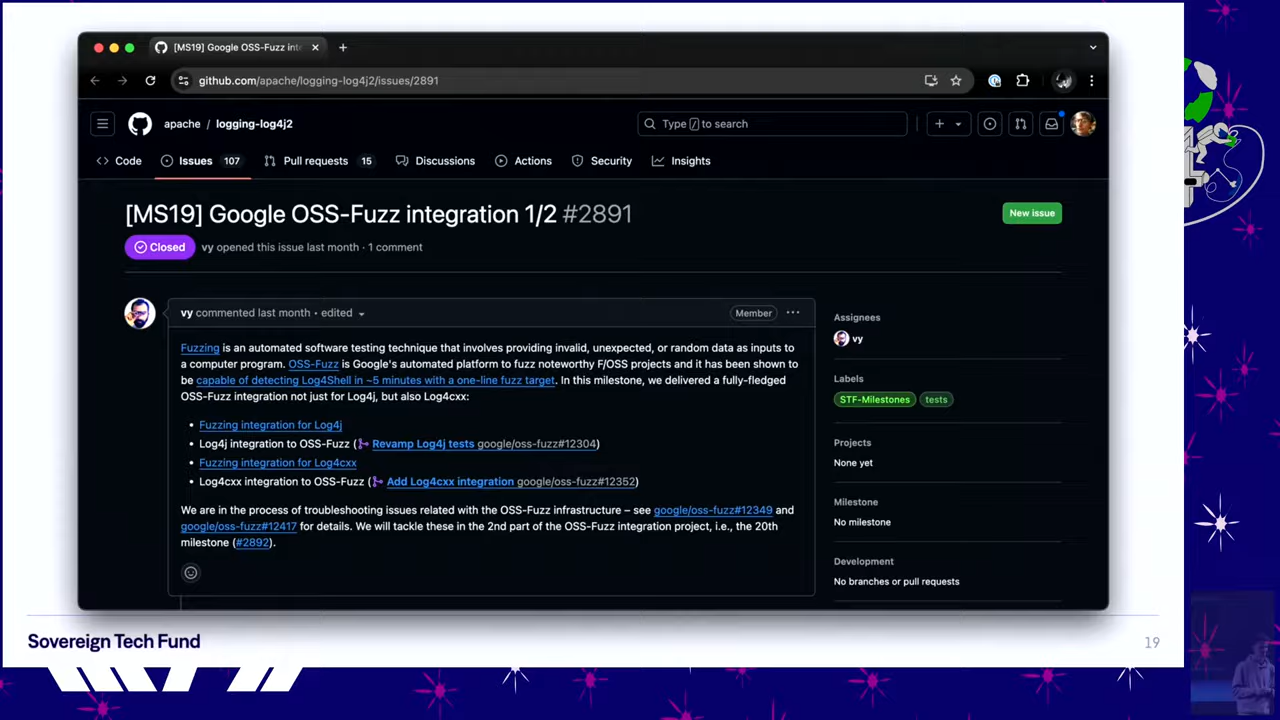 [MS19] Google OSS-Fuzz int
github.com/apache/logging-log4j2/issues/2891
apache / logging-log4j2
Type / to search
Code
Issues 107
Pull requests 15
Discussions
Actions
Security
Insights
[MS19] Google OSS-Fuzz integration 1/2 #2891
New issue
Closed
vy opened this issue last month · 1 comment
vy commented last month • edited
Member
Fuzzing is an automated software testing technique that involves providing invalid, unexpected, or random data as inputs to
a computer program. OSS-Fuzz is Google's automated platform to fuzz noteworthy F/OSS projects and it has been shown to
be capable of detecting Log4Shell in ~5 minutes with a one-line fuzz target. In this milestone, we delivered a fully-fledged
OSS-Fuzz integration not just for Log4j, but also Log4cxx:
• Fuzzing integration for Log4j
• Log4j integration to OSS-Fuzz ( Revamp Log4j tests google/oss-fuzz#12304)
• Fuzzing integration for Log4cxx
• Log4cxx integration to OSS-Fuzz ( Add Log4cxx integration google/oss-fuzz#12352)
We are in the process of troubleshooting issues related with the OSS-Fuzz infrastructure – see google/oss-fuzz#12349 and
google/oss-fuzz#12417 for details. We will tackle these in the 2nd part of the OSS-Fuzz integration project, i.e., the 20th
milestone (#2892).
Assignees
vy
Labels
STF-Milestones tests
Projects
None yet
Milestone
No milestone
Development
No branches or pull requests
Sovereign Tech Fund
19